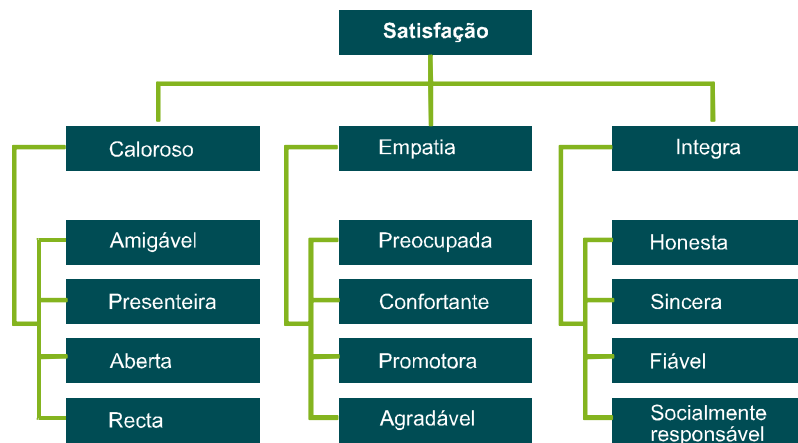 Satisfação
Caloroso
Empatia
Integra
Amigável
Preocupada
Honesta
Presenteira
Confortante
Sincera
Aberta
Promotora
Fiável
Recta
Agradável
Socialmente
responsável